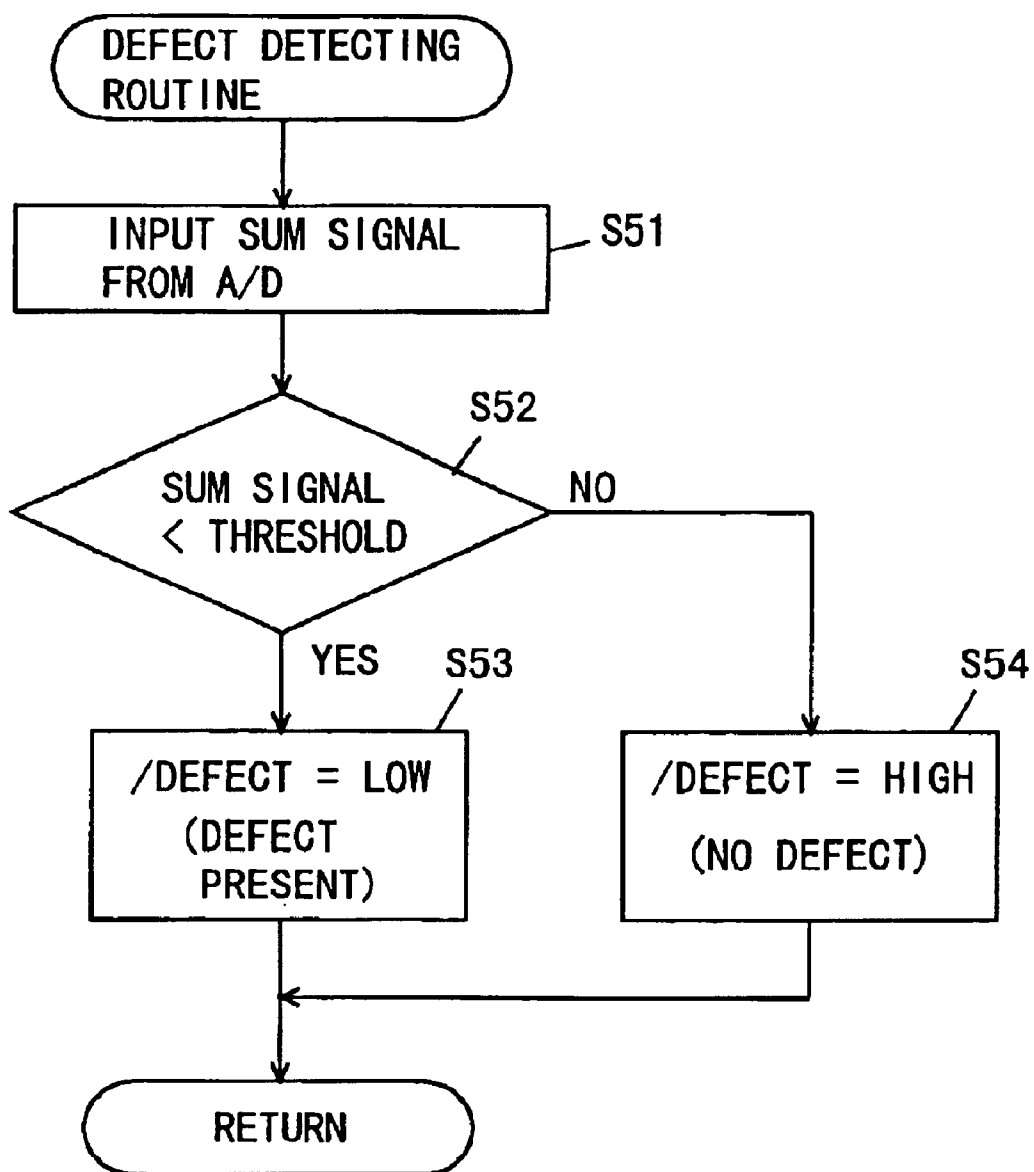 DEFECT DETECTING
ROUTINE
INPUT SUM SIGNAL
FROM A/D
S51
S52
SUM SIGNAL
< THRESHOLD
NO
YES
S53
S54
/DEFECT = LOW
(DEFECT
PRESENT)
/DEFECT = HIGH
(NO DEFECT)
RETURN